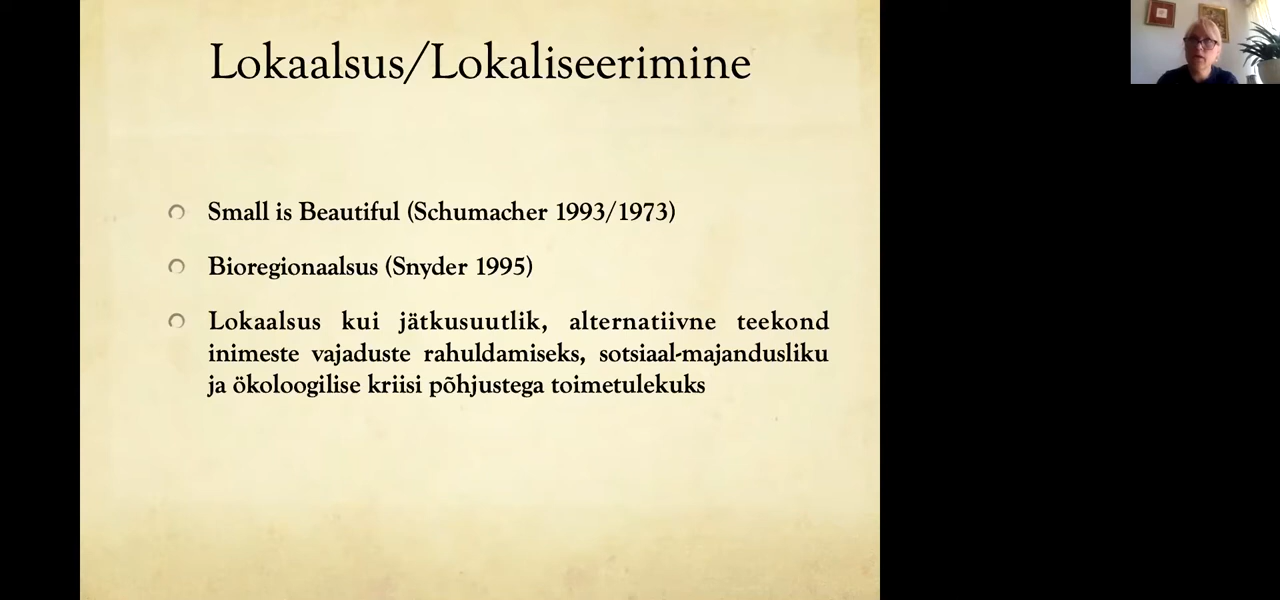 Lokaalsus/Lokaliseerimine
Small is Beautiful (Schumacher 1993/1973)
Bioregionaalsus (Snyder 1995)
Lokaalsus kui jätkusuutlik, alternatiivne teekond
inimeste vajaduste rahuldamiseks, sotsiaal-majandusliku
ja ökoloogilise kriisi põhjustega toimetulekuks